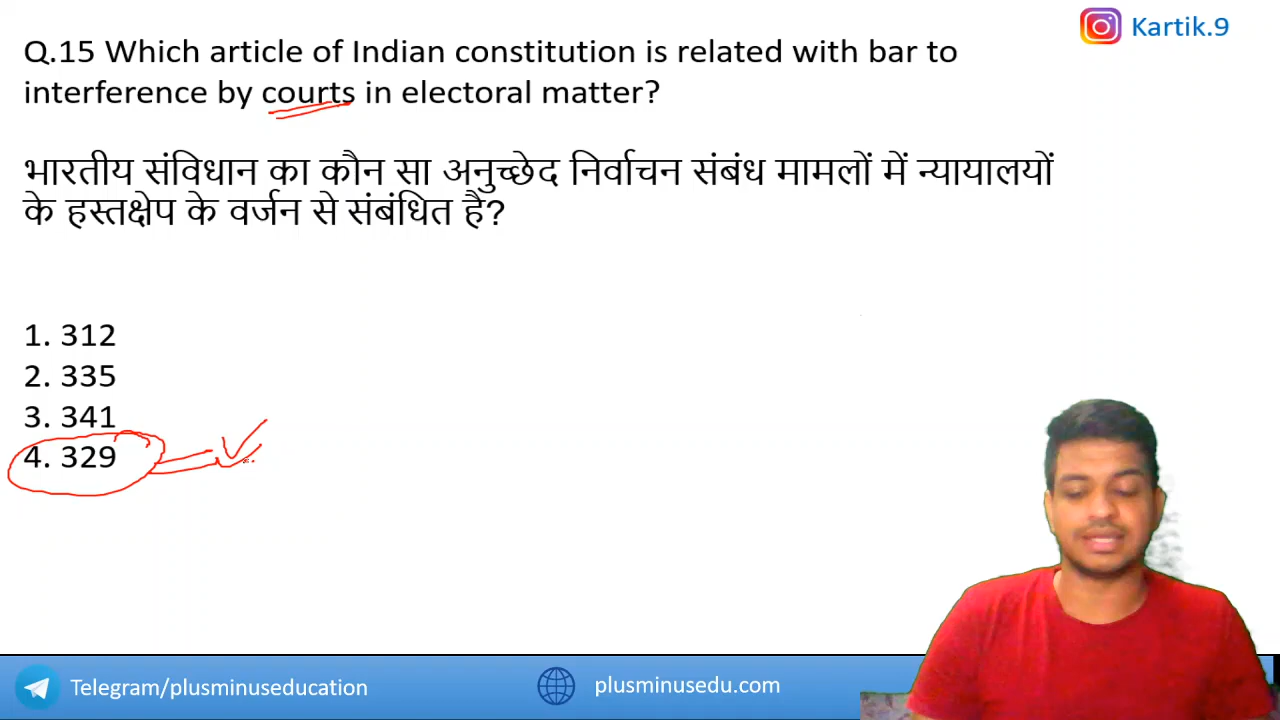 Kartik.9
Q.15 Which article of Indian constitution is related with bar to
interference by courts in electoral matter?
भारतीय संविधान का कौन सा अनुच्छेद निर्वाचन संबंध मामलों में न्यायालयों
के हस्तक्षेप के वर्जन से संबंधित है?
1. 312
2. 335
3. 341
4. 329
Telegram/plusminuseducation
plusminusedu.com